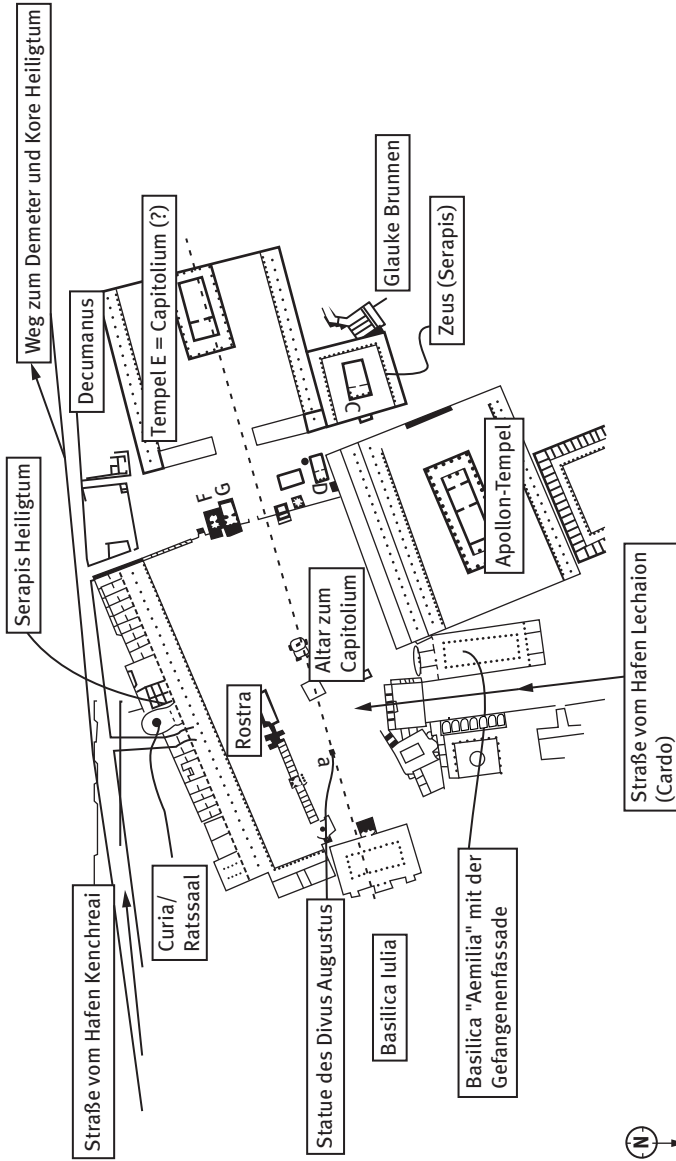 Straße vom Hafen Kenchreai
Curia/
Ratssaal
Serapis Heiligtum
Decumanus
Weg zum Demeter und Kore Heiligtum
Tempel E = Capitolium (?)
F
G
Rostra
Altar zum
Capitolium
a
D
C
Glauke Brunnen
Zeus (Serapis)
Apollon-Tempel
Statue des Divus Augustus
Basilica Iulia
Basilica "Aemilia" mit der
Gefangenenfassade
Straße vom Hafen Lechaion
(Cardo)
N